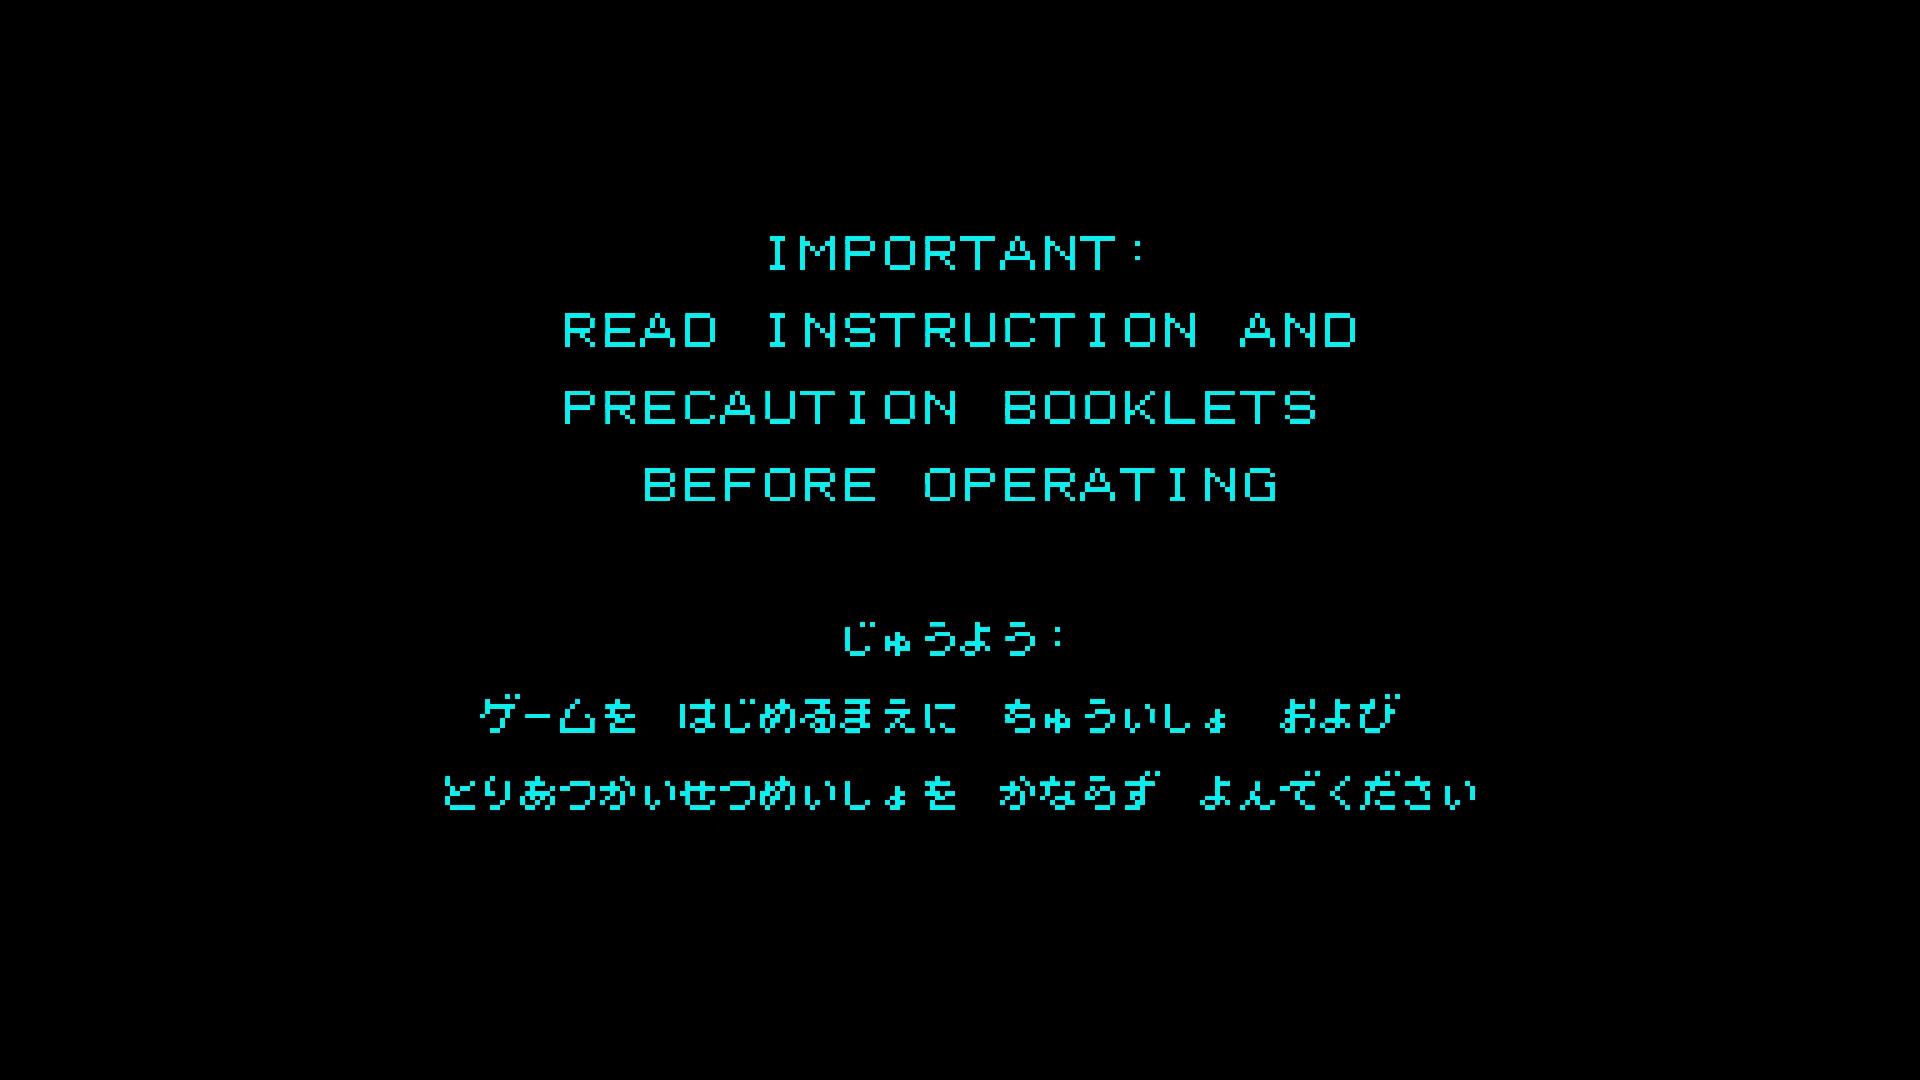 IMPORTANT:
READ INSTRUCTION AND
PRECAUTION BOOKLETS
BEFORE OPERATING
じゅうよう:
ゲームを はじめるまえに ちゅういしょ および
とりあつかいせつめいしょを かならず よんでください